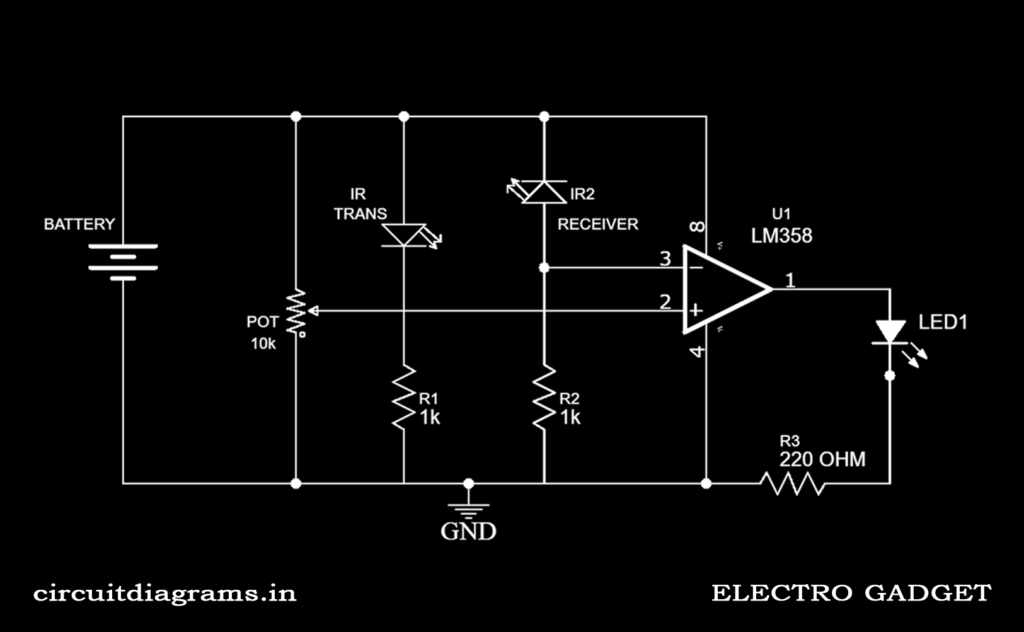 BATTERY
POT
10k
IR
TRANS
IR2
RECEIVER
U1
LM358
8
3
−
2
+
1
4
LED1
R1
1k
R2
1k
R3
220 OHM
GND
circuitdiagrams.in
ELECTRO GADGET